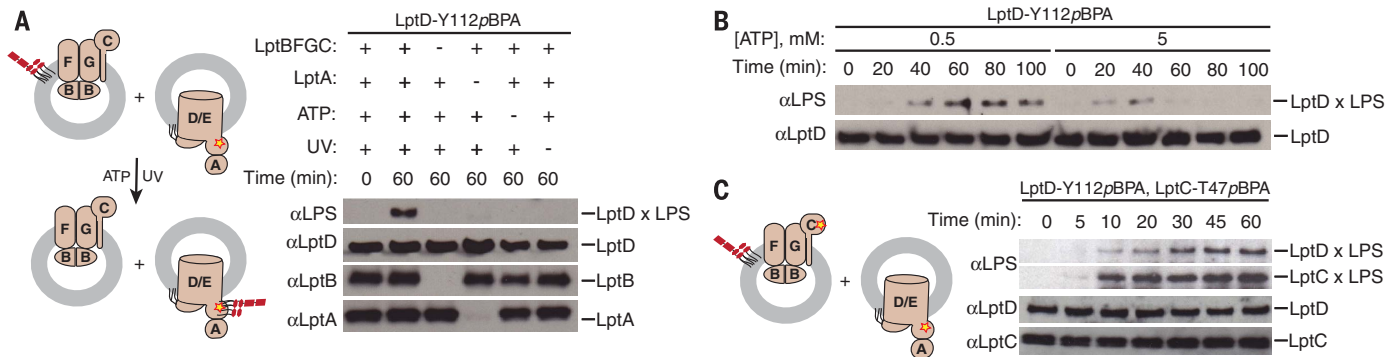 A
LptD-Y112pBPA
LptBFGC: + + - + + +
LptA: + + + - + +
ATP: + + + + - +
UV: + + + + + -
Time (min): 0 60 60 60 60 60
αLPS LptD x LPS
αLptD LptD
αLptB LptB
αLptA LptA
F G C
B B
+
D/E
A
ATP UV
F G C
B B
+
D/E
A
B
LptD-Y112pBPA
[ATP], mM: 0.5 5
Time (min): 0 20 40 60 80 100 0 20 40 60 80 100
αLPS LptD x LPS
αLptD LptD
C
LptD-Y112pBPA, LptC-T47pBPA
Time (min): 0 5 10 20 30 45 60
αLPS LptD x LPS
LptC x LPS
αLptD LptD
αLptC LptC
F G C
B B
+
D/E
A